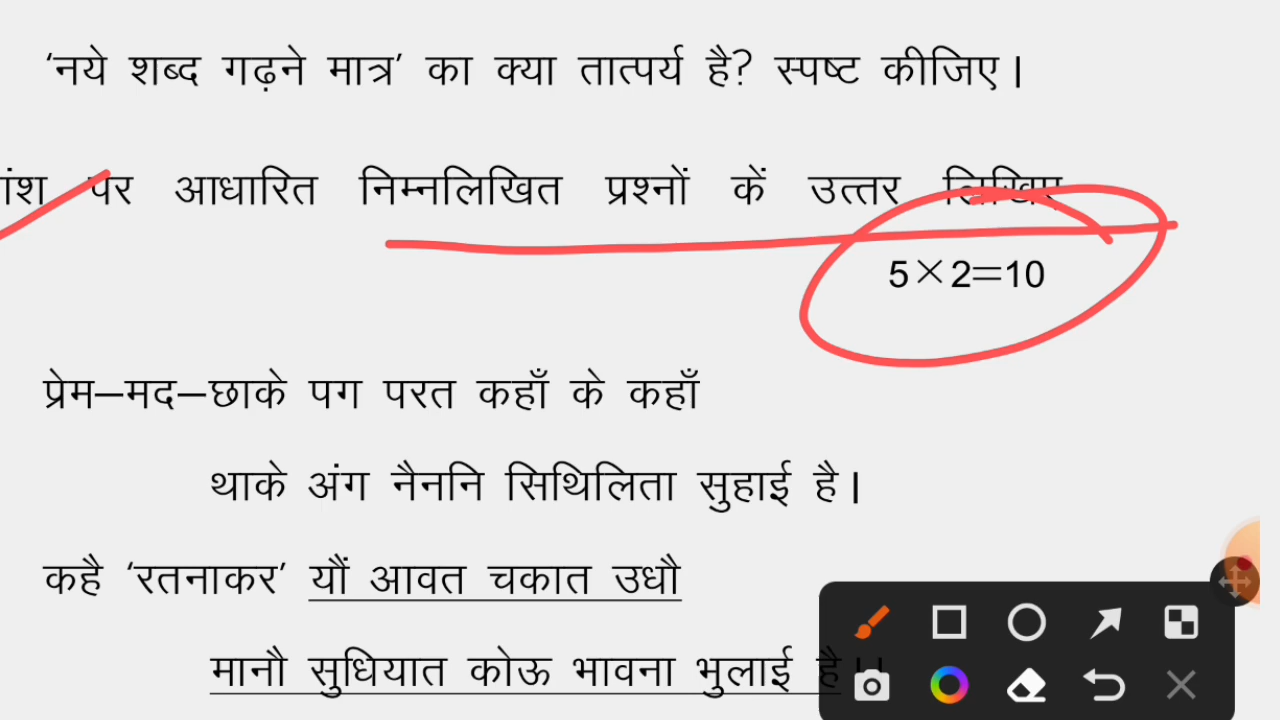 ‘नये शब्द गढ़ने मात्र’ का क्या तात्पर्य है? स्पष्ट कीजिए।
ांश पर आधारित निम्नलिखित प्रश्नों कें उत्तर लिखिए
5×2=10
प्रेम–मद–छाके पग परत कहाँ के कहाँ
थाके अंग नैननि सिथिलिता सुहाई है।
कहै ‘रतनाकर’ यौं आवत चकात उधौ
मानौ सुधियात कोऊ भावना भुलाई है।।